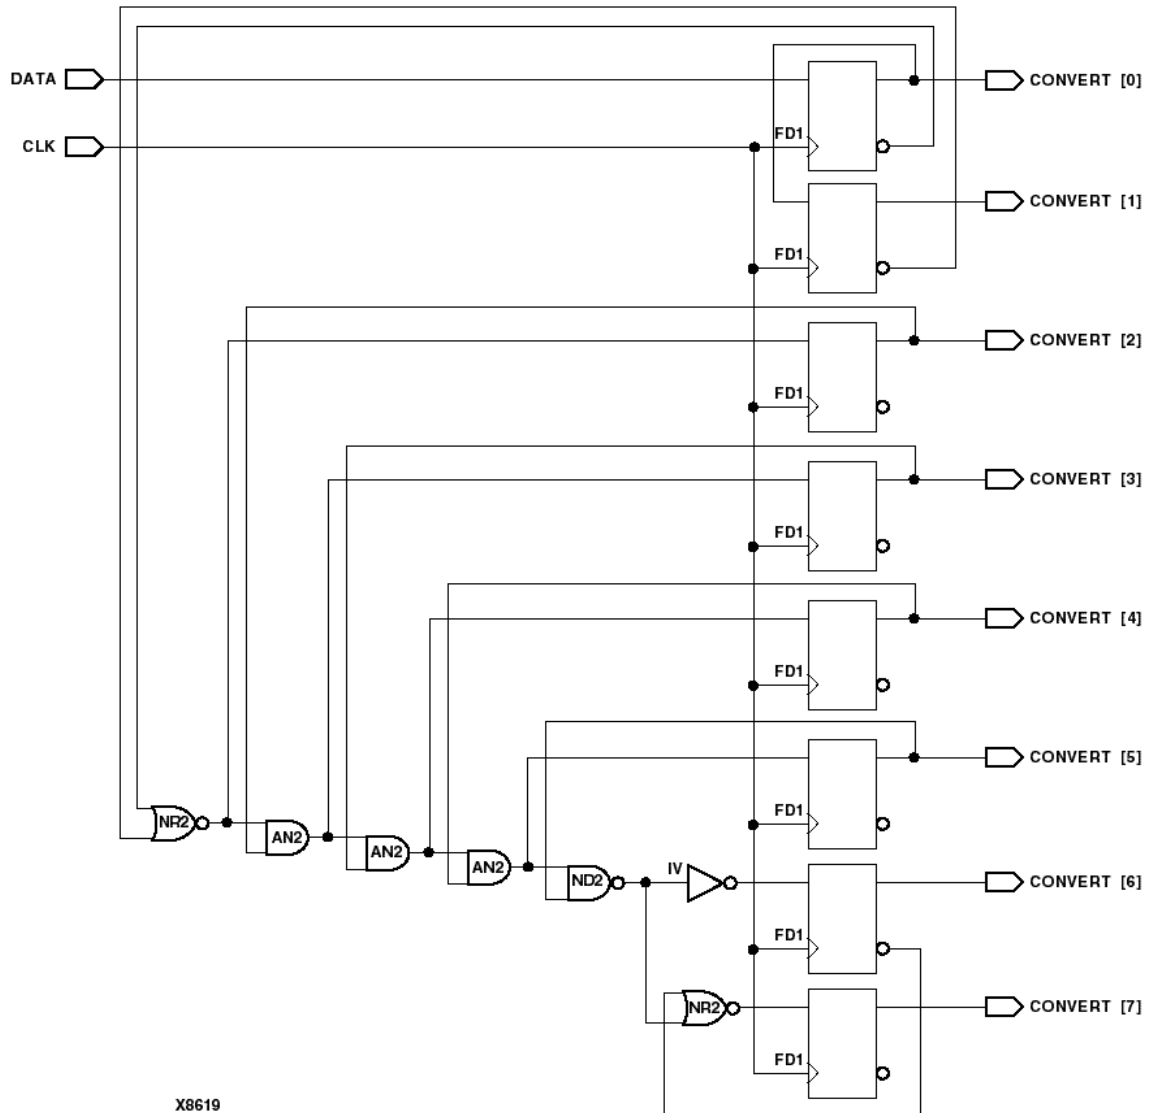 DATA
CONVERT [0]
CLK
FD1
CONVERT [1]
FD1
CONVERT [2]
FD1
CONVERT [3]
FD1
CONVERT [4]
FD1
CONVERT [5]
NR2
FD1
AN2
AN2
AN2
IV
ND2
CONVERT [6]
FD1
NR2
CONVERT [7]
FD1
X8619